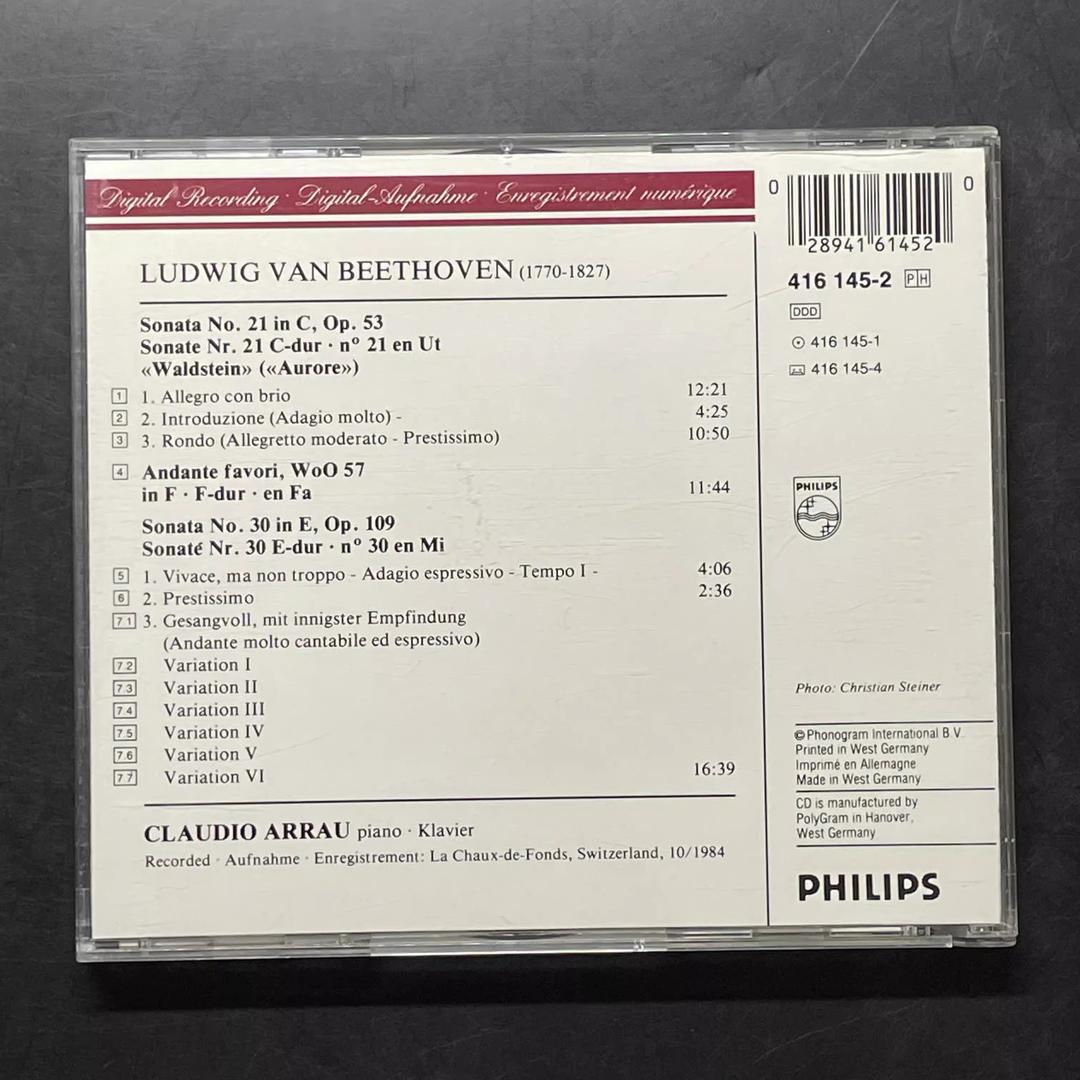 Digital Recording · Digital-Aufnahme · Enregistrement numérique
LUDWIG VAN BEETHOVEN (1770-1827)
Sonata No. 21 in C, Op. 53
Sonate Nr. 21 C-dur · nº 21 en Ut
«Waldstein» («Aurore»)
1 1. Allegro con brio 12:21
2 2. Introduzione (Adagio molto) - 4:25
3 3. Rondo (Allegretto moderato - Prestissimo) 10:50
4 Andante favori, WoO 57
in F · F-dur · en Fa 11:44
Sonata No. 30 in E, Op. 109
Sonaté Nr. 30 E-dur · nº 30 en Mi
5 1. Vivace, ma non troppo - Adagio espressivo - Tempo I - 4:06
6 2. Prestissimo 2:36
7.1 3. Gesangvoll, mit innigster Empfindung
(Andante molto cantabile ed espressivo)
7.2 Variation I
7.3 Variation II
7.4 Variation III
7.5 Variation IV
7.6 Variation V
7.7 Variation VI 16:39
CLAUDIO ARRAU piano · Klavier
Recorded · Aufnahme · Enregistrement: La Chaux-de-Fonds, Switzerland, 10/1984
0 28941 61452 0
416 145-2 PH
DDD
416 145-1
416 145-4
PHILIPS
Photo: Christian Steiner
© Phonogram International B.V.
Printed in West Germany
Imprimé en Allemagne
Made in West Germany
CD is manufactured by
PolyGram in Hanover,
West Germany
PHILIPS